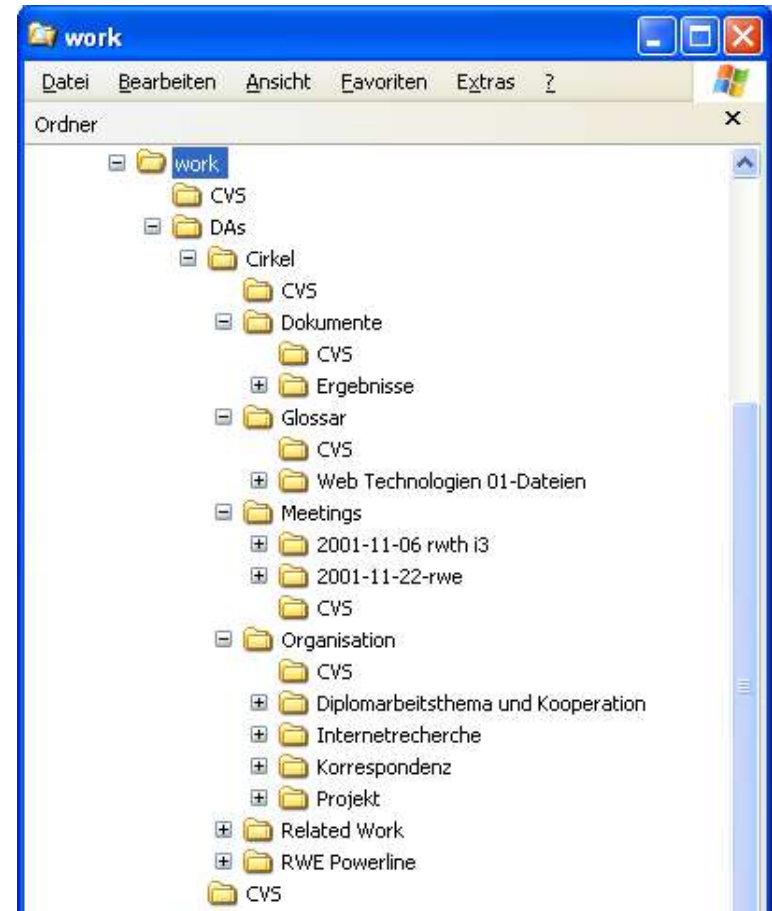 work
Datei Bearbeiten Ansicht Favoriten Extras ?
Ordner
work
CVS
DAs
Cirkel
CVS
Dokumente
CVS
Ergebnisse
Glossar
CVS
Web Technologien 01-Dateien
Meetings
2001-11-06 rwth i3
2001-11-22-rwe
CVS
Organisation
CVS
Diplomarbeitsthema und Kooperation
Internetrecherche
Korrespondenz
Projekt
Related Work
RWE Powerline
CVS